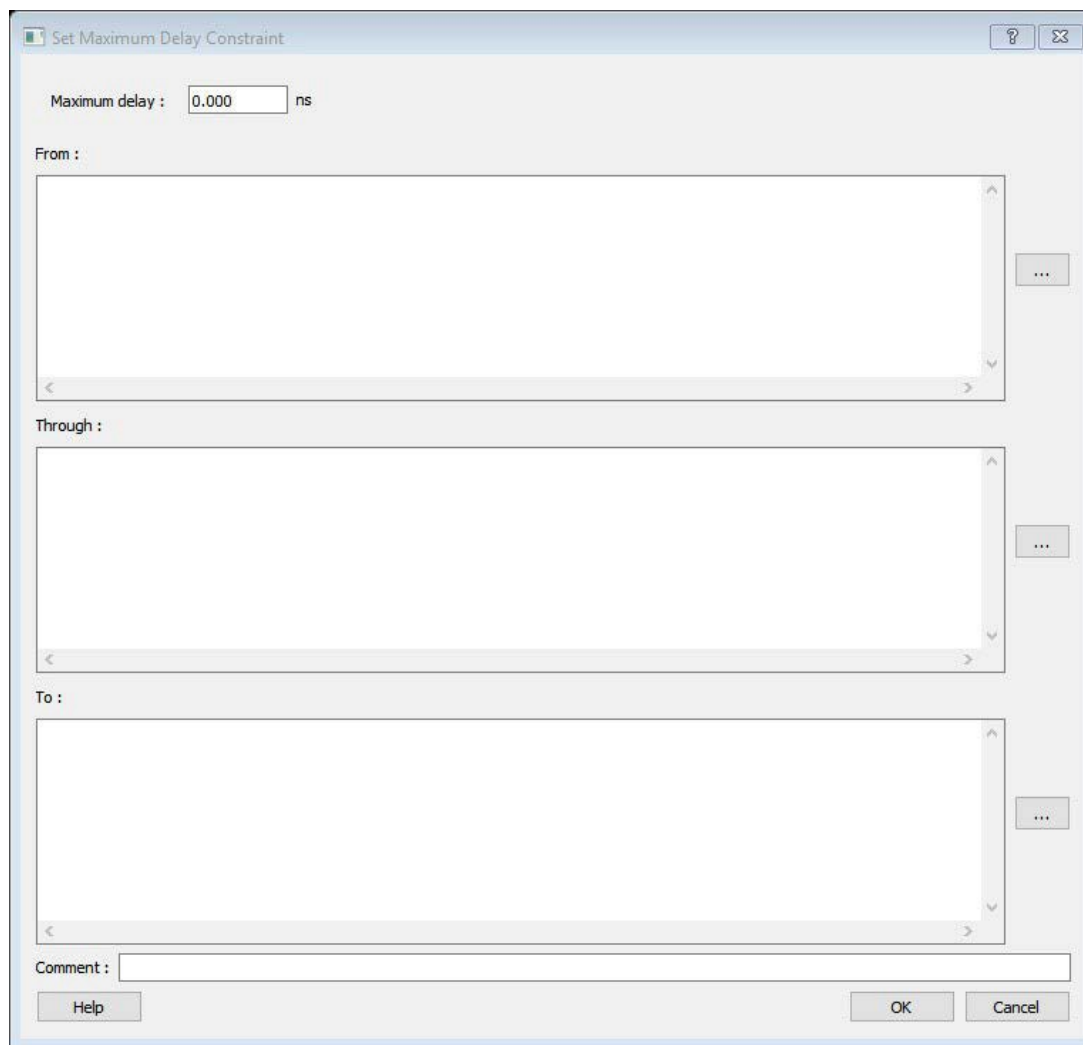 Set Maximum Delay Constraint
Maximum delay : 0.000 ns
From :
...
Through :
...
To :
...
Comment :
Help OK Cancel